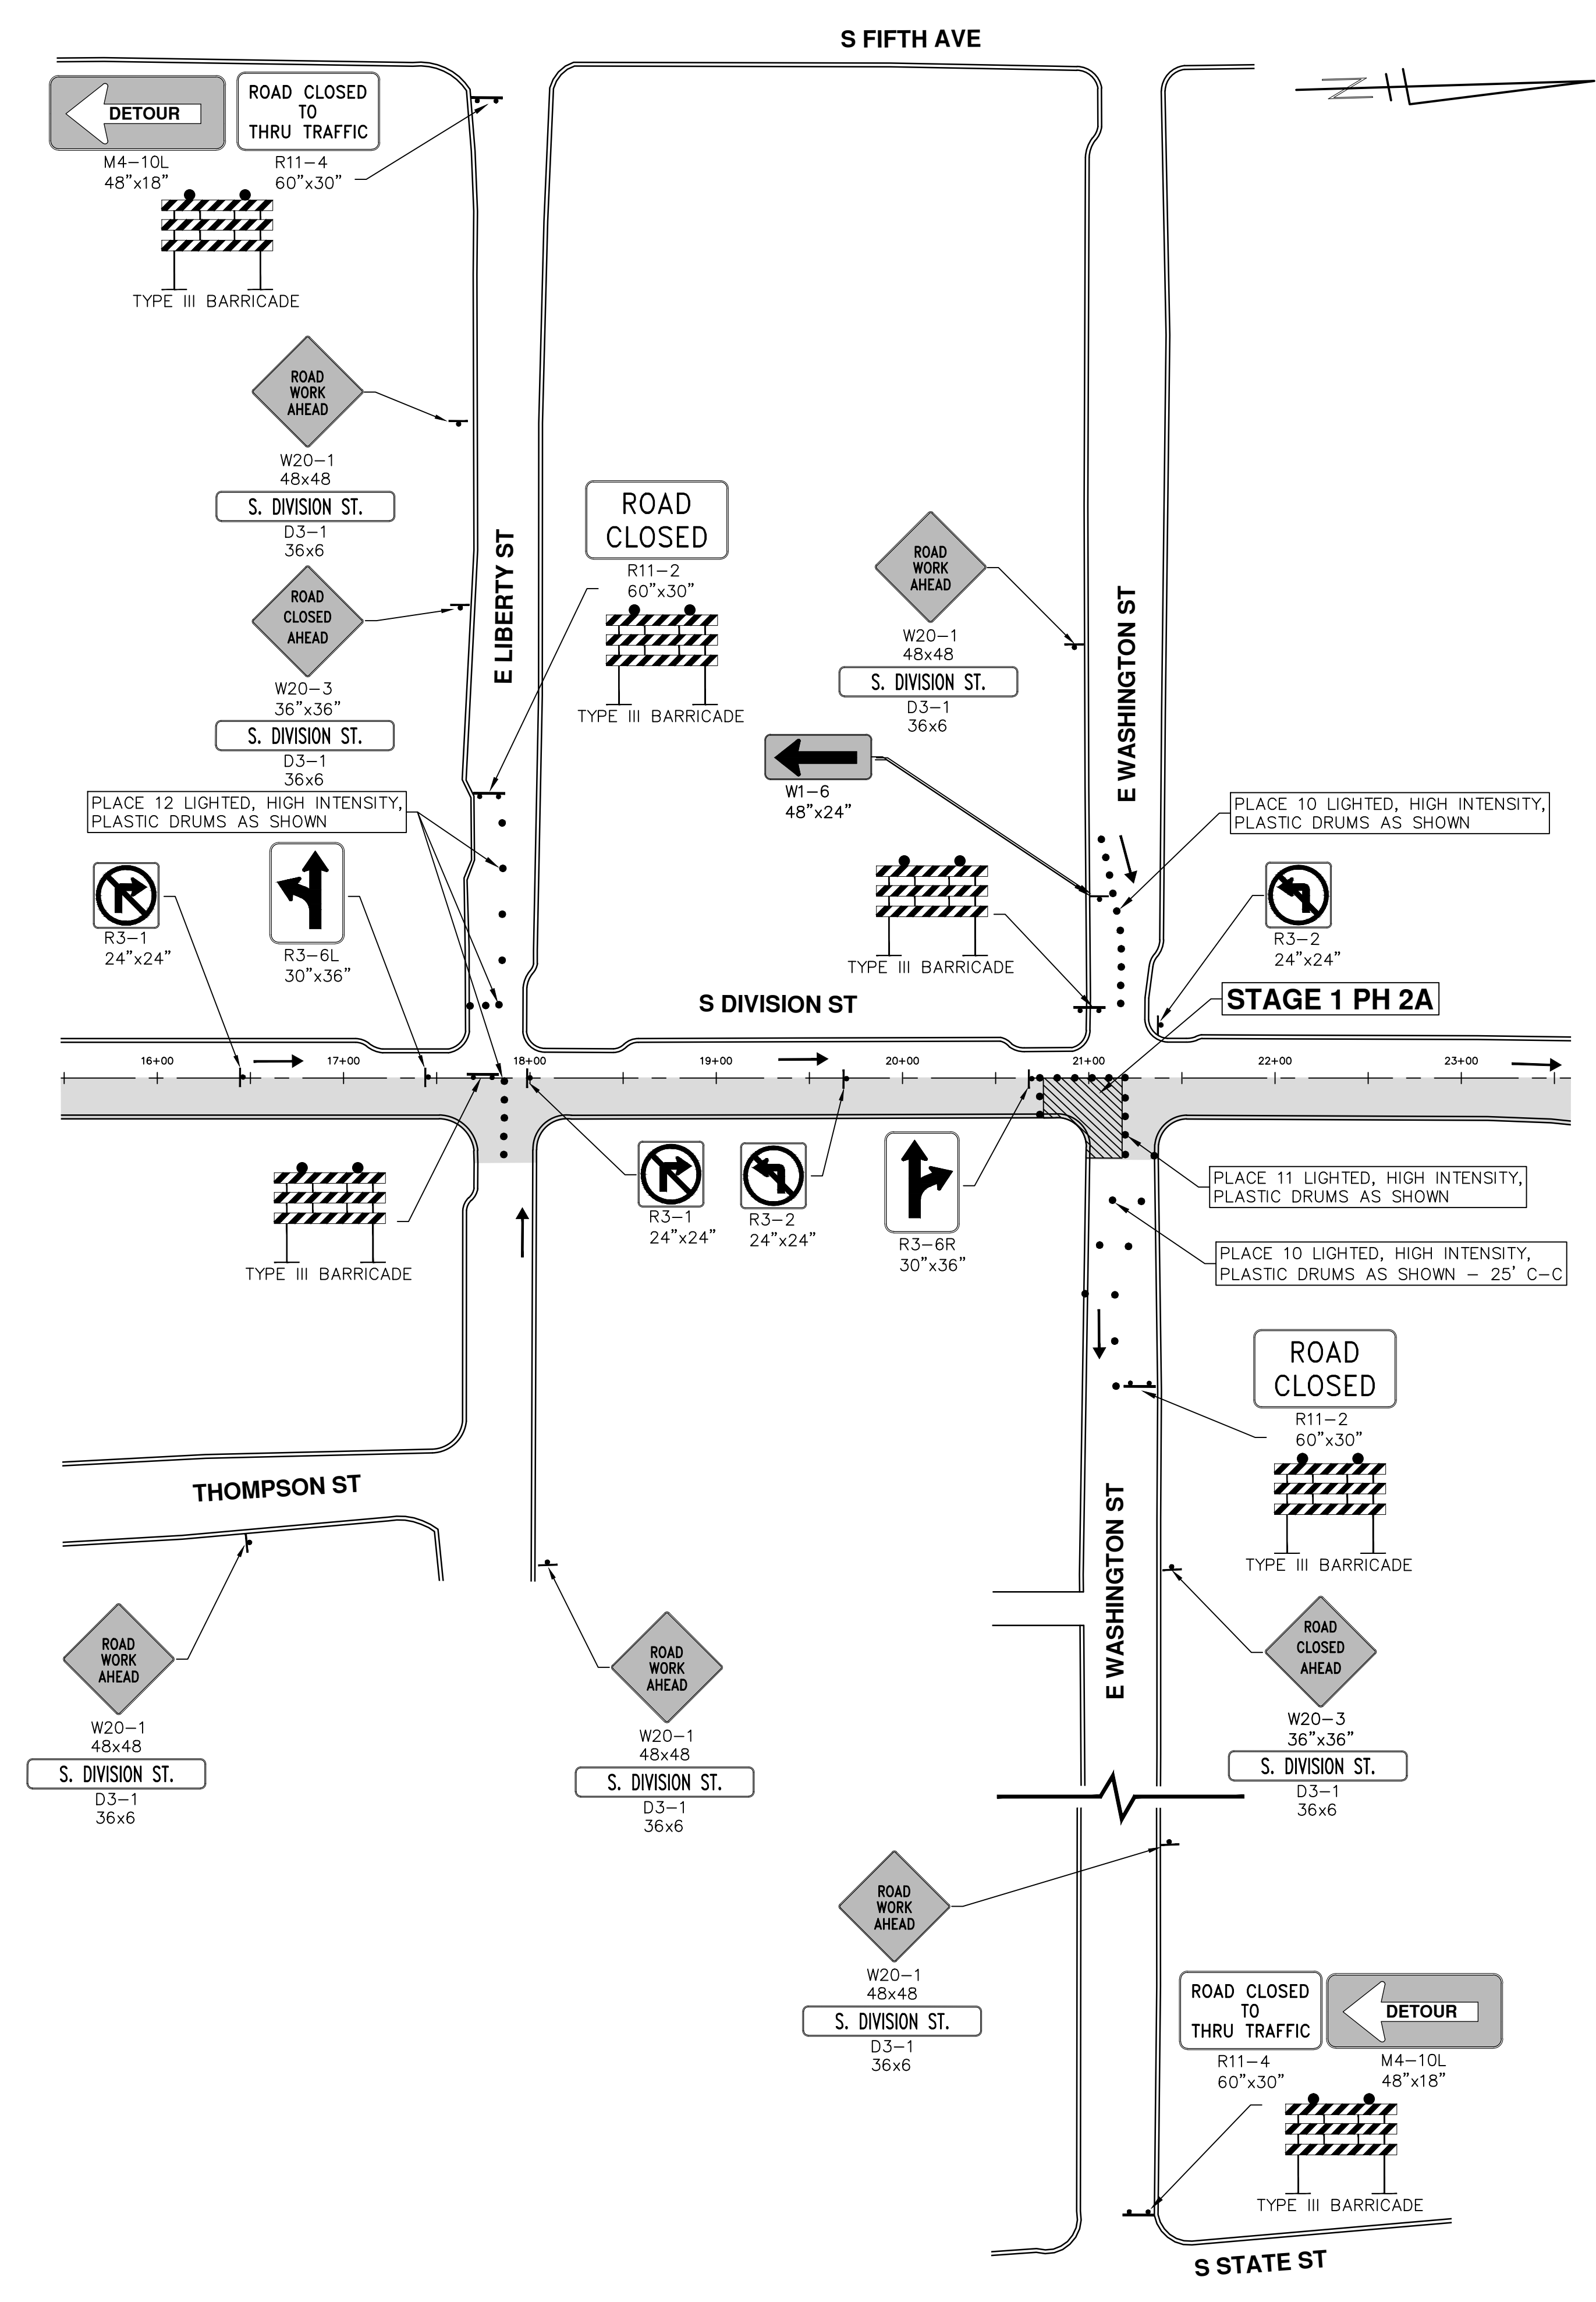 S FIFTH AVE
DETOUR
M4-10L
48"x18"
ROAD CLOSED
TO
THRU TRAFFIC
R11-4
60"x30"
TYPE III BARRICADE
N
ROAD
WORK
AHEAD
W20-1
48x48
S. DIVISION ST.
D3-1
36x6
ROAD
CLOSED
AHEAD
W20-3
36"x36"
S. DIVISION ST.
D3-1
36x6
E LIBERTY ST
ROAD
CLOSED
R11-2
60"x30"
TYPE III BARRICADE
ROAD
WORK
AHEAD
W20-1
48x48
S. DIVISION ST.
D3-1
36x6
E WASHINGTON ST
W1-6
48"x24"
PLACE 12 LIGHTED, HIGH INTENSITY,
PLASTIC DRUMS AS SHOWN
PLACE 10 LIGHTED, HIGH INTENSITY,
PLASTIC DRUMS AS SHOWN
R3-1
24"x24"
R3-6L
30"x36"
TYPE III BARRICADE
R3-2
24"x24"
S DIVISION ST
STAGE 1 PH 2A
16+00
17+00
18+00
19+00
20+00
21+00
22+00
23+00
TYPE III BARRICADE
R3-1
24"x24"
R3-2
24"x24"
R3-6R
30"x36"
PLACE 11 LIGHTED, HIGH INTENSITY,
PLASTIC DRUMS AS SHOWN
PLACE 10 LIGHTED, HIGH INTENSITY,
PLASTIC DRUMS AS SHOWN - 25' C-C
ROAD
CLOSED
R11-2
60"x30"
TYPE III BARRICADE
THOMPSON ST
E WASHINGTON ST
ROAD
WORK
AHEAD
W20-1
48x48
S. DIVISION ST.
D3-1
36x6
ROAD
WORK
AHEAD
W20-1
48x48
S. DIVISION ST.
D3-1
36x6
ROAD
CLOSED
AHEAD
W20-3
36"x36"
S. DIVISION ST.
D3-1
36x6
ROAD
WORK
AHEAD
W20-1
48x48
S. DIVISION ST.
D3-1
36x6
ROAD CLOSED
TO
THRU TRAFFIC
R11-4
60"x30"
DETOUR
M4-10L
48"x18"
TYPE III BARRICADE
S STATE ST